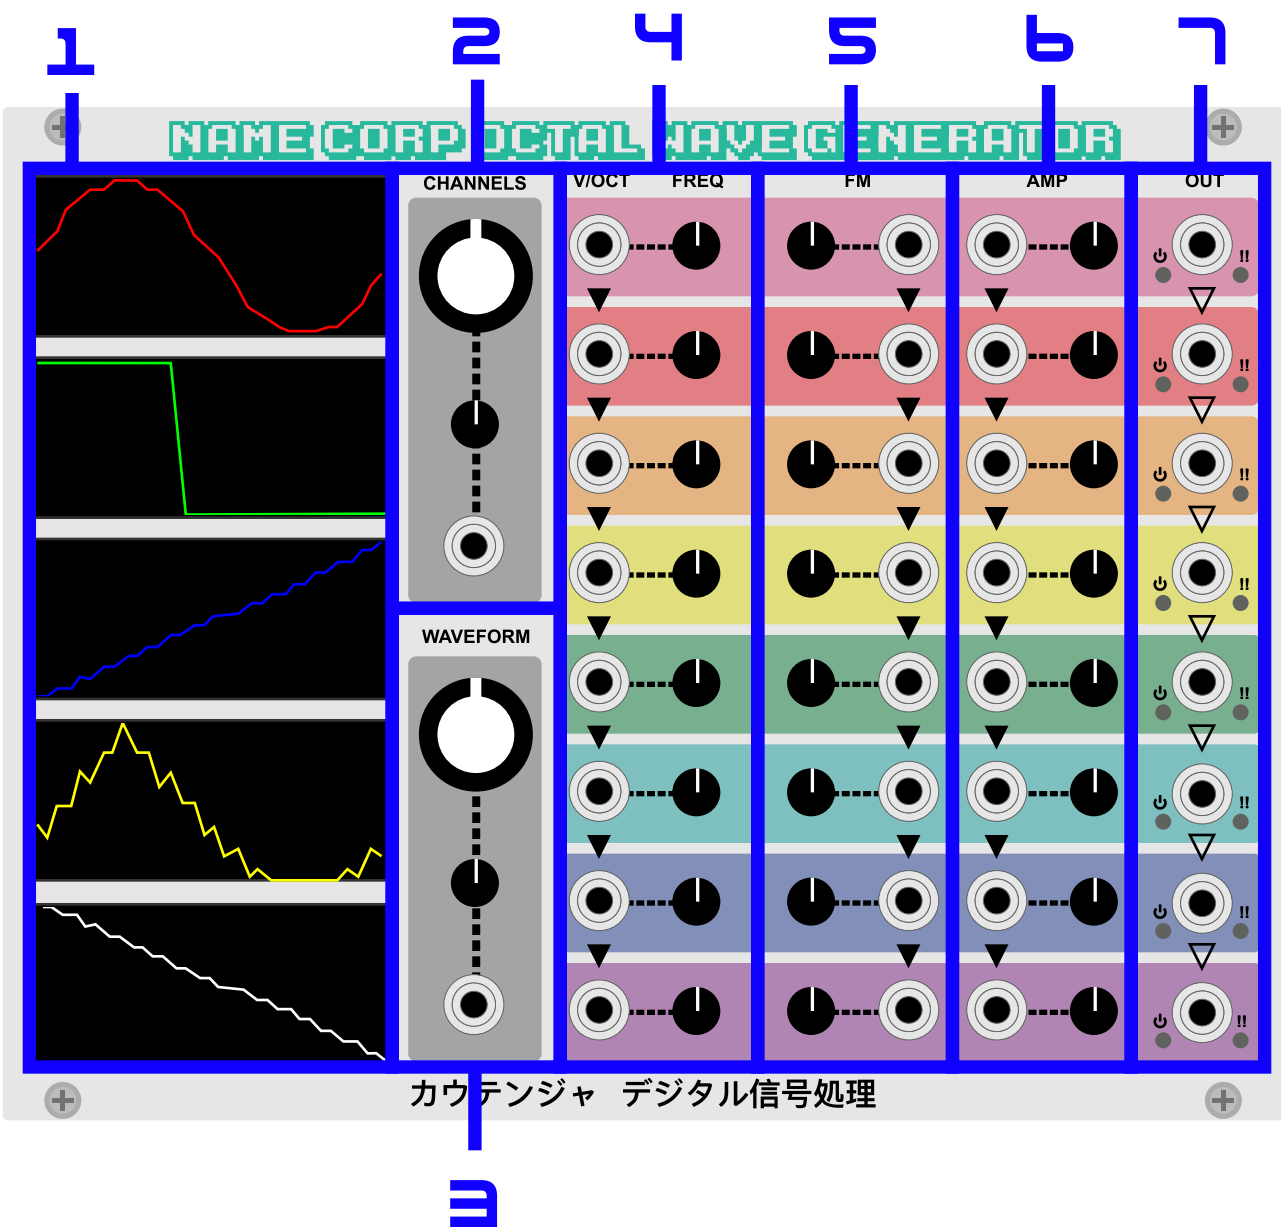 1 2 4 5 6 7
NAME CORP OCTAL WAVE GENERATOR
CHANNELS V/OCT FREQ FM AMP OUT
!!
!!
!!
!!
WAVEFORM
!!
!!
!!
!!
カウテンジャ デジタル信号処理
3